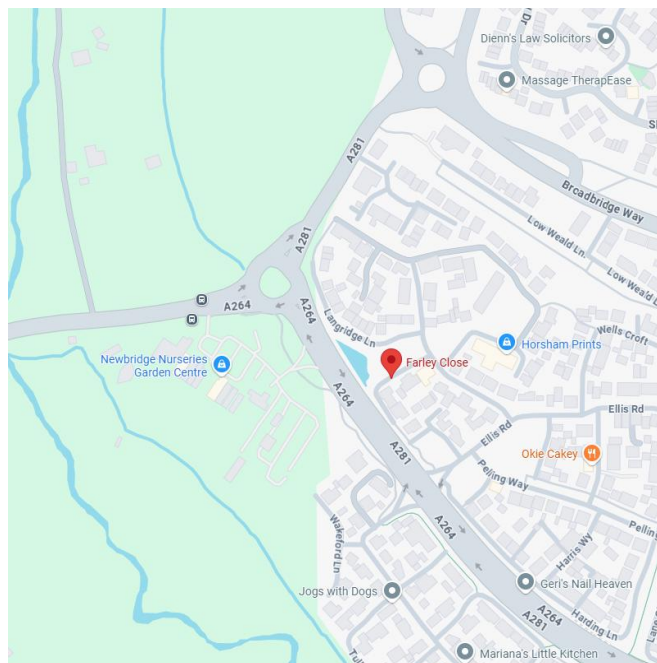 Dienn's Law Solicitors
Massage TherapEase
A281
Broadbridge Way
Low Weald Ln.
Low Weald Ln.
A281
A264
A264
Langridge Ln
Wells Croft
Horsham Prints
Newbridge Nurseries
Garden Centre
Farley Close
A264
Ellis Rd
Ellis Rd
A281
Okie Cakey
Pelling Way
A264
Wakeford Ln
Harris Wy
Geri's Nail Heaven
Jogs with Dogs
A264
A281
Harding Ln
Mariana's Little Kitchen